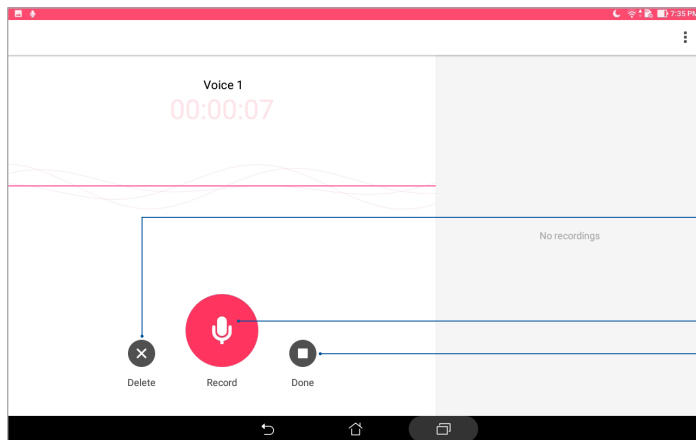 7:35 PM
Voice 1
00:00:07
No recordings
Delete
Record
Done